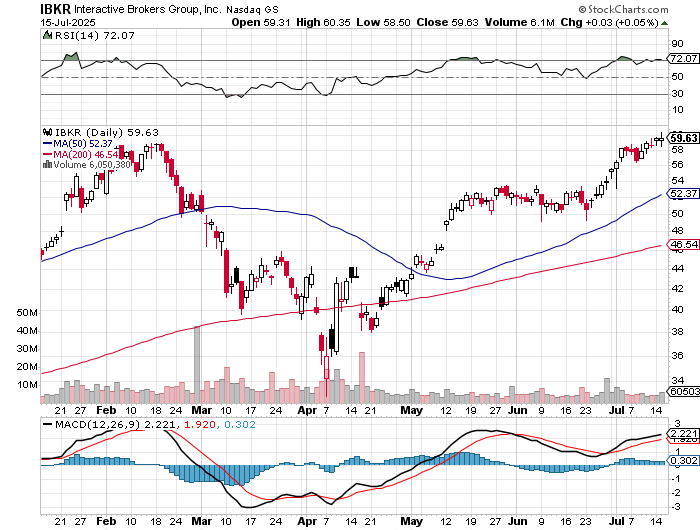 IBKR Interactive Brokers Group, Inc. Nasdaq GS
© StockCharts.com
15-Jul-2025
Open 59.31 High 60.35 Low 58.50 Close 59.63 Volume 6.1M Chg +0.03 (+0.05%)
RSI(14) 72.07
90
72.07
50
30
10
IBKR (Daily) 59.63
MA(50) 52.37
MA(200) 46.54
Volume 6,050,380
59.63
58
56
54
52.37
50
48
46.54
44
42
40
38
36
34
50M
40M
30M
20M
10M
60503
21 27 Feb 10 18 24 Mar 10 17 24 Apr 7 14 21 May 12 19 27 Jun 9 16 23 Jul 7 14
MACD(12,26,9) 2.221, 1.920, 0.302
3
2.221
1.920
0.302
-1
-2
-3
21 27 Feb 10 18 24 Mar 10 17 24 Apr 7 14 21 May 12 19 27 Jun 9 16 23 Jul 7 14